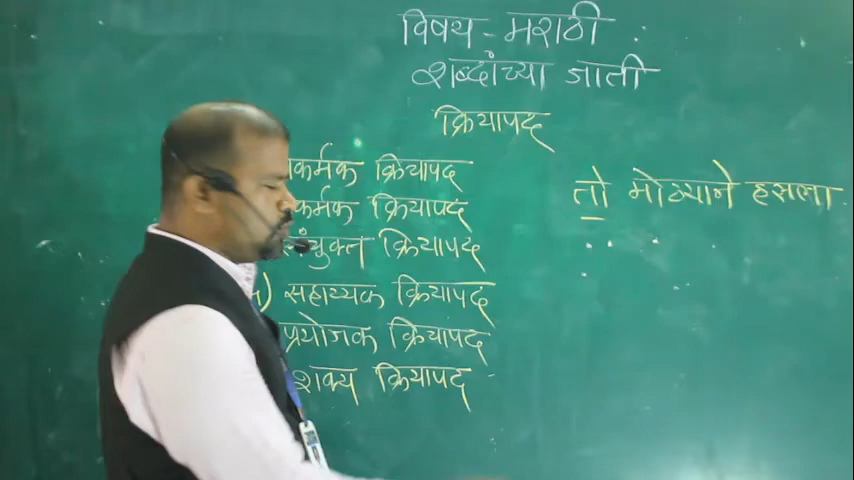 विषय - मराठी
शब्दांच्या जाती
क्रियापद
कर्मक क्रियापद
कर्मक क्रियापद
संयुक्त क्रियापद
) सहाय्यक क्रियापद
प्रयोजक क्रियापद
शक्य क्रियापद
तो मोठ्याने हसला